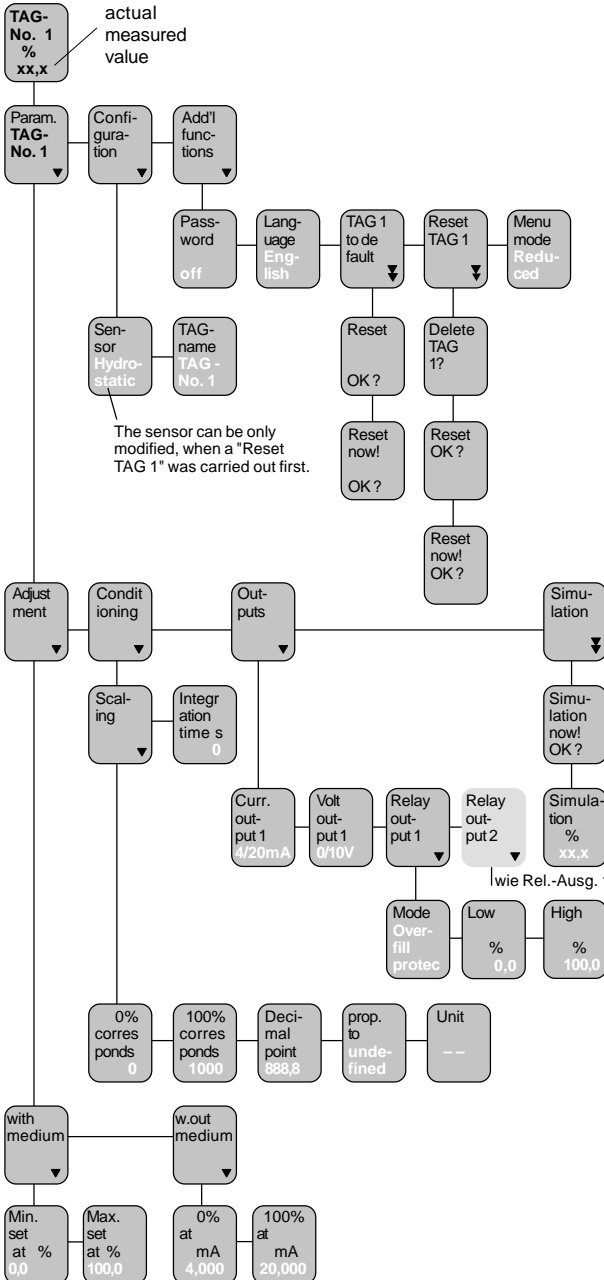 TAG-
No. 1
%
xx,x
actual
measured
value
Param.
TAG-
No. 1
Confi-
gura-
tion
Add'l
func-
tions
Pass-
word
off
Lang-
uage
Eng-
lish
TAG 1
to de
fault
Reset
TAG 1
Menu
mode
Redu-
ced
Sen-
sor
Hydro-
static
TAG-
name
TAG -
No. 1
Reset
OK ?
Delete
TAG
1?
The sensor can be only
modified, when a "Reset
TAG 1" was carried out first.
Reset
now!
OK ?
Reset
OK ?
Reset
now!
OK ?
Adjust
ment
Condit
ioning
Out-
puts
Simu-
lation
Scal-
ing
Integr
ation
time s
0
Simu-
lation
now!
OK ?
Curr.
out-
put 1
4/20mA
Volt
out-
put 1
0/10V
Relay
out-
put 1
Relay
out-
put 2
Simula-
tion
%
xx,x
wie Rel.-Ausg. 1
Mode
Over-
fill
protec
Low
%
0,0
High
%
100,0
0%
corres
ponds
0
100%
corres
ponds
1000
Deci-
mal
point
888,8
prop.
to
unde-
fined
Unit
– –
with
medium
w.out
medium
Min.
set
at %
0,0
Max.
set
at %
100,0
0%
at
mA
4,000
100%
at
mA
20,000